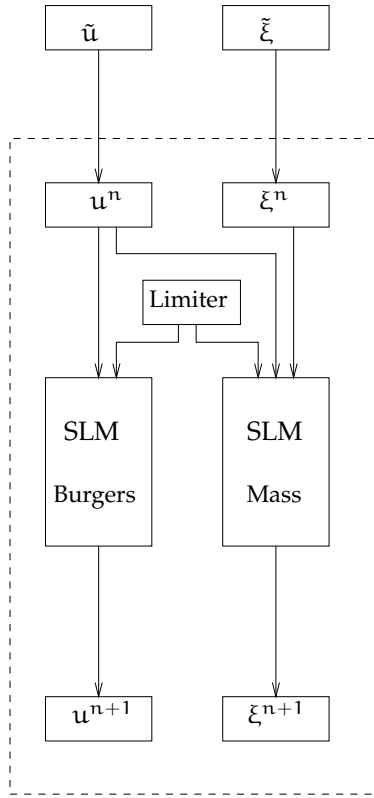 ũ
ξ̃
uⁿ
ξⁿ
Limiter
SLM
Burgers
SLM
Mass
uⁿ⁺¹
ξⁿ⁺¹